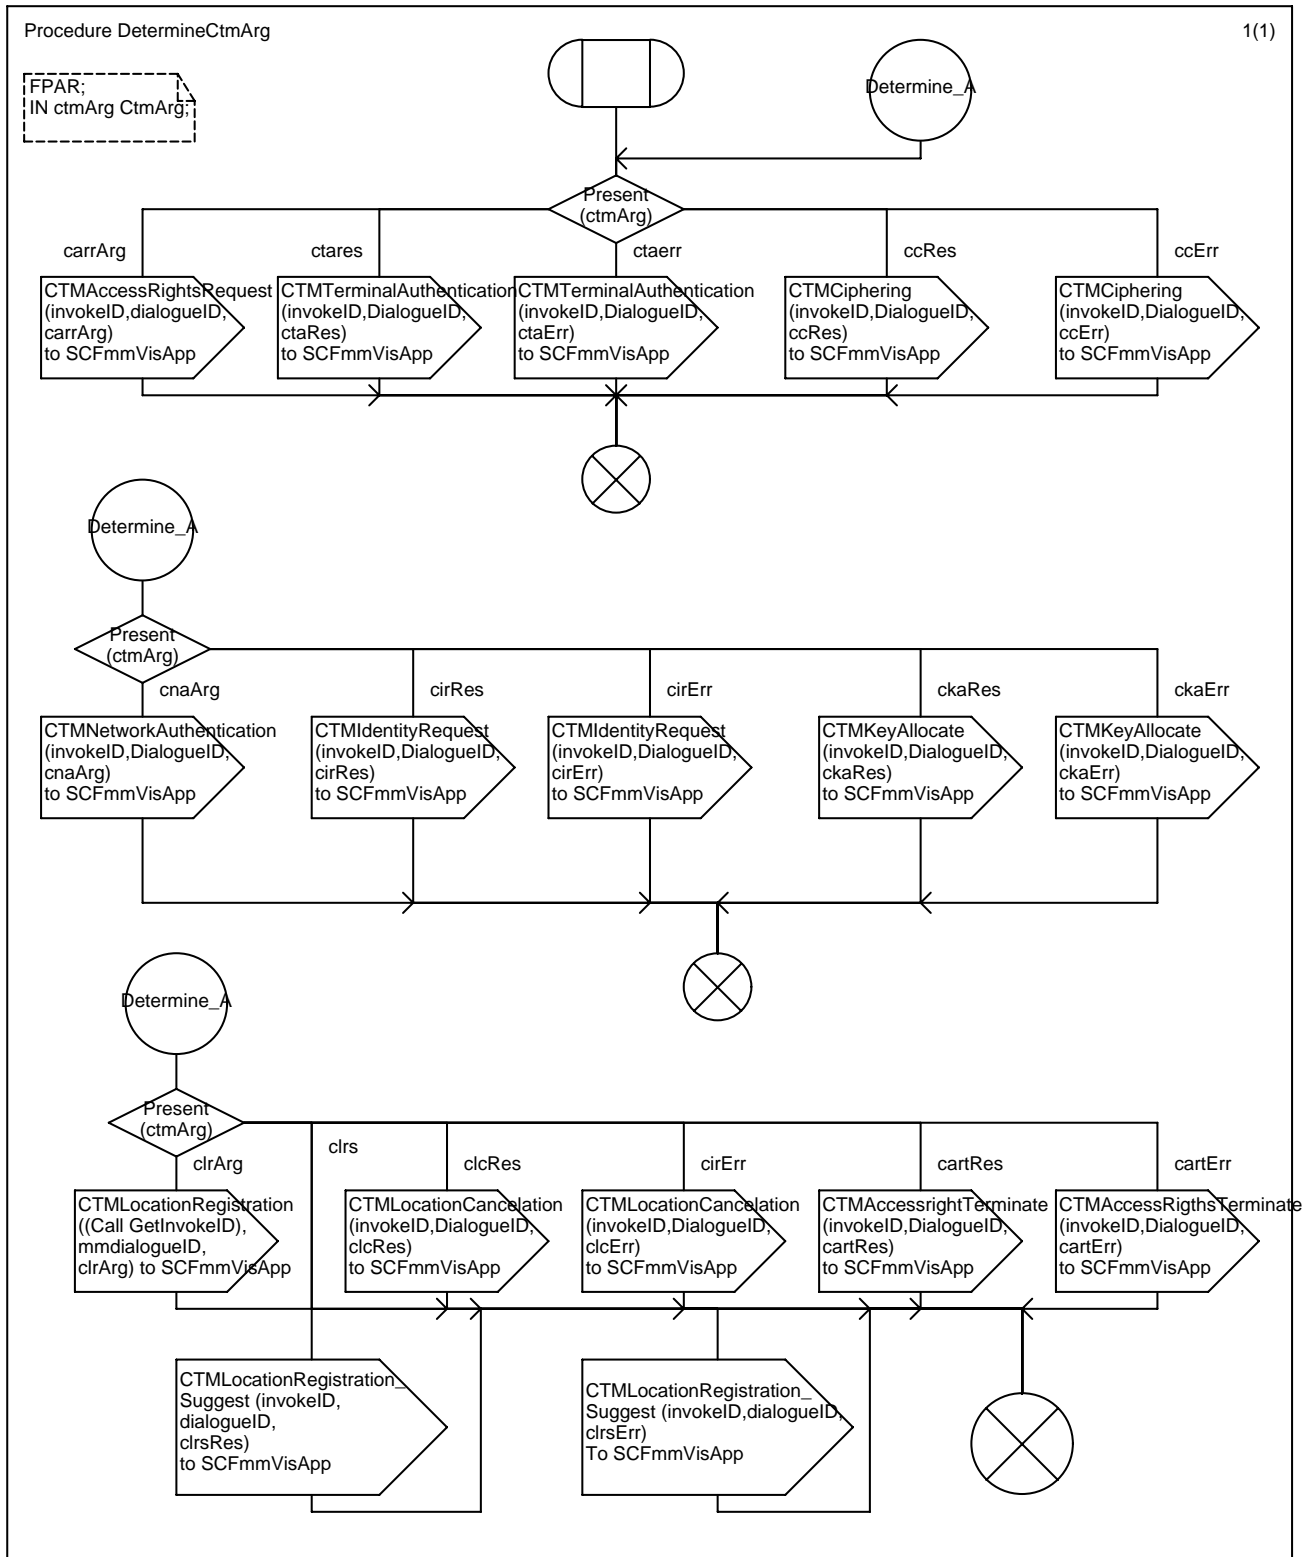 Procedure DetermineCtmArg
1(1)
FPAR;
IN ctmArg CtmArg;
Determine_A
Present
(ctmArg)
carrArg
ctares
ctaerr
ccRes
ccErr
CTMAccessRightsRequest
(invokeID,dialogueID,
carrArg)
to SCFmmVisApp
CTMTerminalAuthentication
(invokeID,DialogueID,
ctaRes)
to SCFmmVisApp
CTMTerminalAuthentication
(invokeID,DialogueID,
ctaErr)
to SCFmmVisApp
CTMCiphering
(invokeID,DialogueID,
ccRes)
to SCFmmVisApp
CTMCiphering
(invokeID,DialogueID,
ccErr)
to SCFmmVisApp
Determine_A
Present
(ctmArg)
cnaArg
cirRes
cirErr
ckaRes
ckaErr
CTMNetworkAuthentication
(invokeID,DialogueID,
cnaArg)
to SCFmmVisApp
CTMIdentityRequest
(invokeID,DialogueID,
cirRes)
to SCFmmVisApp
CTMIdentityRequest
(invokeID,DialogueID,
cirErr)
to SCFmmVisApp
CTMKeyAllocate
(invokeID,DialogueID,
ckaRes)
to SCFmmVisApp
CTMKeyAllocate
(invokeID,DialogueID,
ckaErr)
to SCFmmVisApp
Determine_A
Present
(ctmArg)
clrArg
clrs
clcRes
cirErr
cartRes
cartErr
CTMLocationRegistration
((Call GetInvokeID),
mmdialogueID,
clrArg) to SCFmmVisApp
CTMLocationCancelation
(invokeID,DialogueID,
clcRes)
to SCFmmVisApp
CTMLocationCancelation
(invokeID,DialogueID,
clcErr)
to SCFmmVisApp
CTMAccessrightTerminate
(invokeID,DialogueID,
cartRes)
to SCFmmVisApp
CTMAccessRigthsTerminate
(invokeID,DialogueID,
cartErr)
to SCFmmVisApp
CTMLocationRegistration_
Suggest (invokeID,
dialogueID,
clrsRes)
to SCFmmVisApp
CTMLocationRegistration_
Suggest (invokeID,dialogueID,
clrsErr)
To SCFmmVisApp